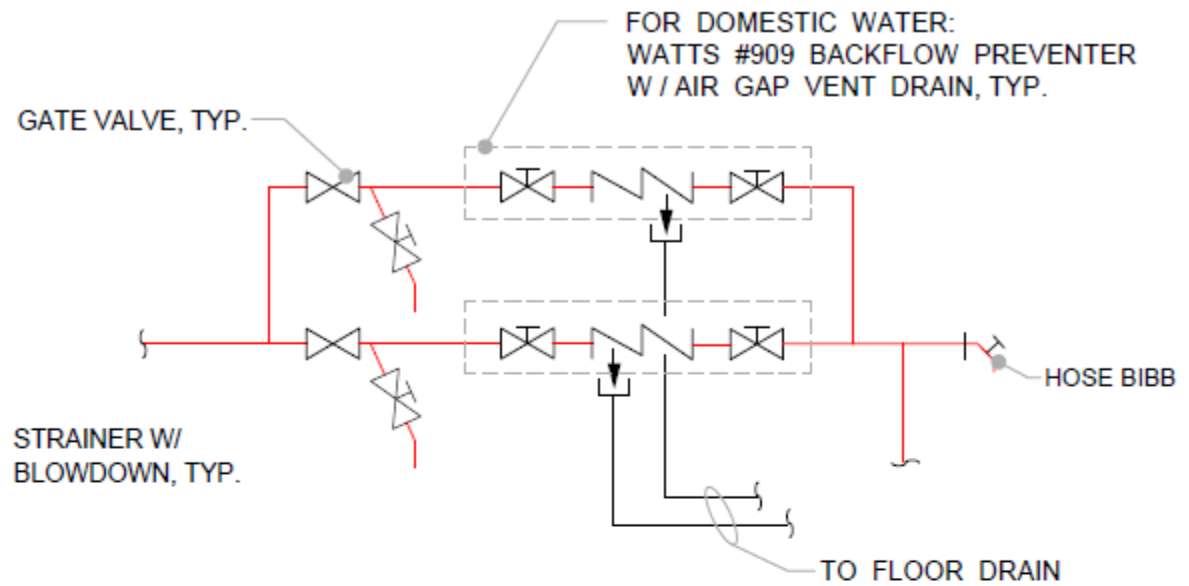 FOR DOMESTIC WATER:
WATTS #909 BACKFLOW PREVENTER
W / AIR GAP VENT DRAIN, TYP.
GATE VALVE, TYP.
HOSE BIBB
STRAINER W/
BLOWDOWN, TYP.
TO FLOOR DRAIN